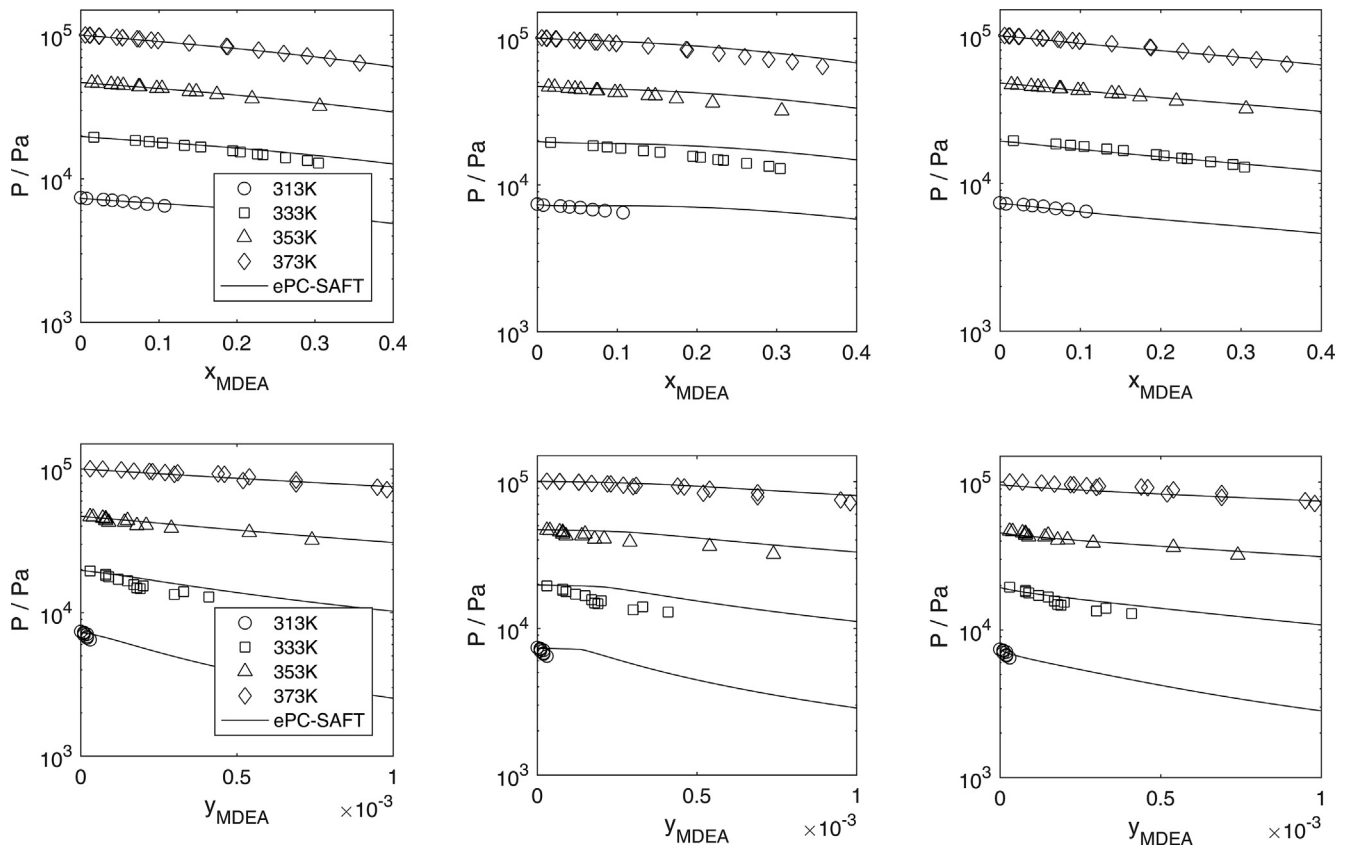 10^5
10^4
10^3
P / Pa
313K
333K
353K
373K
ePC-SAFT
0 0.1 0.2 0.3 0.4
x_MDEA
10^5
10^4
10^3
P / Pa
0 0.1 0.2 0.3 0.4
x_MDEA
10^5
10^4
10^3
P / Pa
0 0.1 0.2 0.3 0.4
x_MDEA
10^5
10^4
10^3
P / Pa
313K
333K
353K
373K
ePC-SAFT
0 0.5 1
y_MDEA ×10^-3
10^5
10^4
10^3
P / Pa
0 0.5 1
y_MDEA ×10^-3
10^5
10^4
10^3
P / Pa
0 0.5 1
y_MDEA ×10^-3